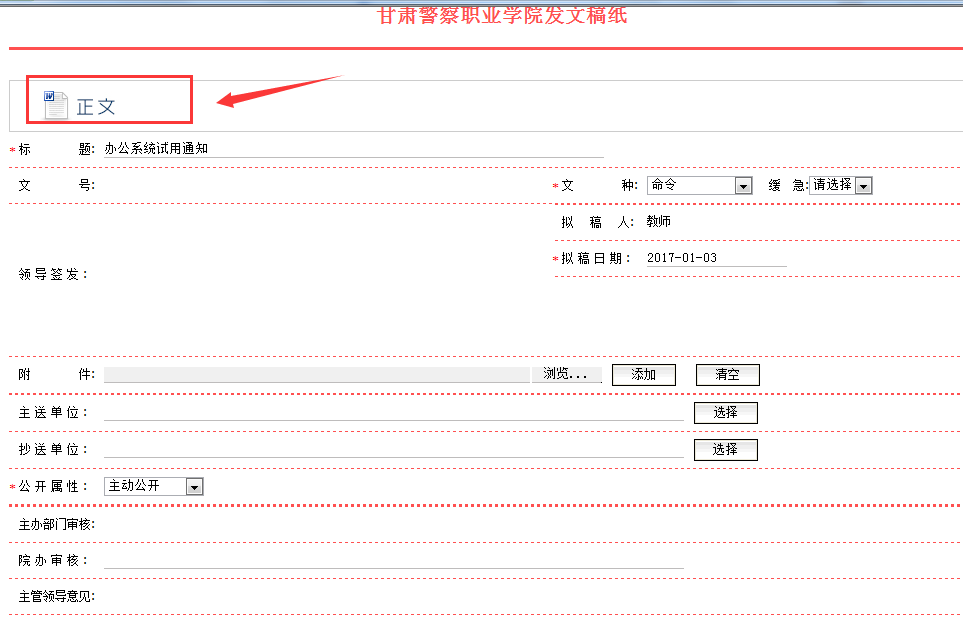 甘肃警察职业学院发文稿纸
正文
*标 题: 办公系统试用通知
文 号: *文 种: 命令 缓 急: 请选择
拟 稿 人: 教师
领导签发: *拟稿日期: 2017-01-03
附 件: 浏览... 添加 清空
主送单位: 选择
抄送单位: 选择
*公开属性: 主动公开
主办部门审核:
院办审核:
主管领导意见: